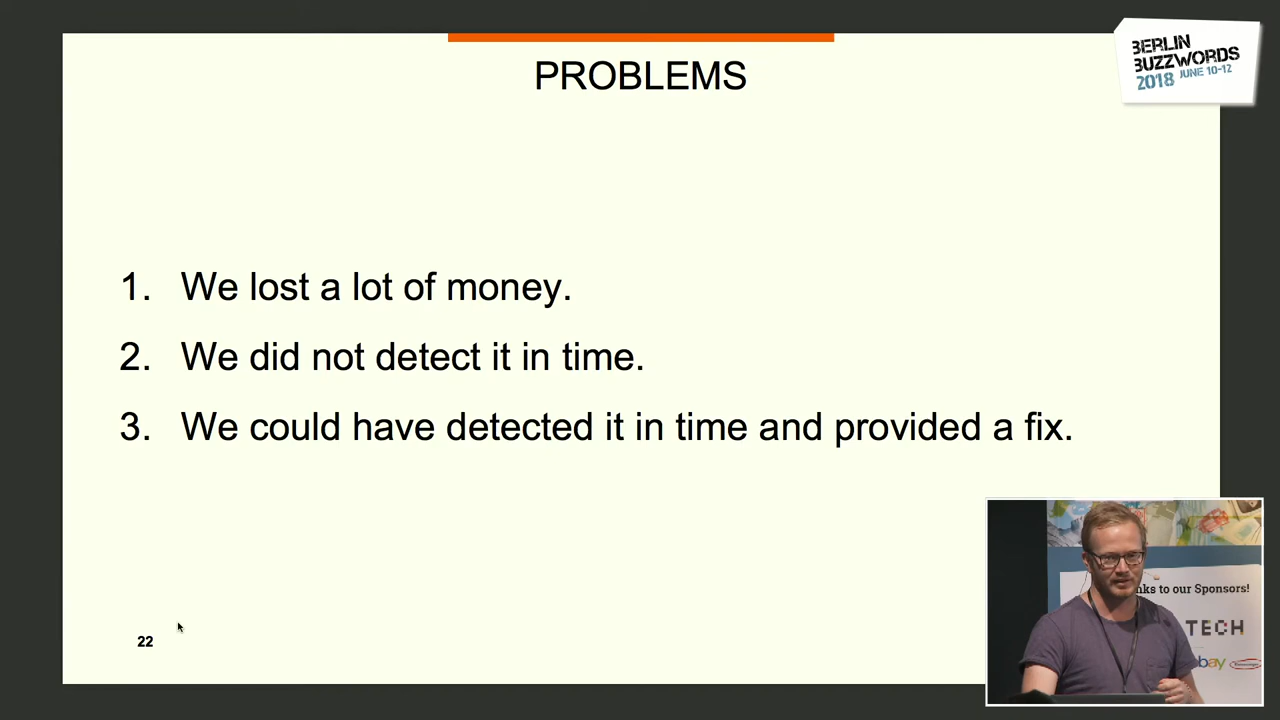 PROBLEMS
BERLIN
BUZZWORDS
2018 JUNE 10-12
1. We lost a lot of money.
2. We did not detect it in time.
3. We could have detected it in time and provided a fix.
nks to our Sponsors!
TECH
ebay
22